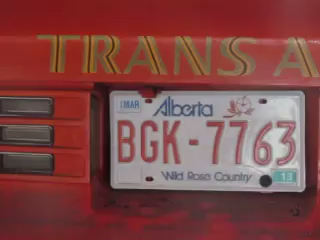 TRANS A
MAR
Alberta
BGK-7763
Wild Rose Country
13